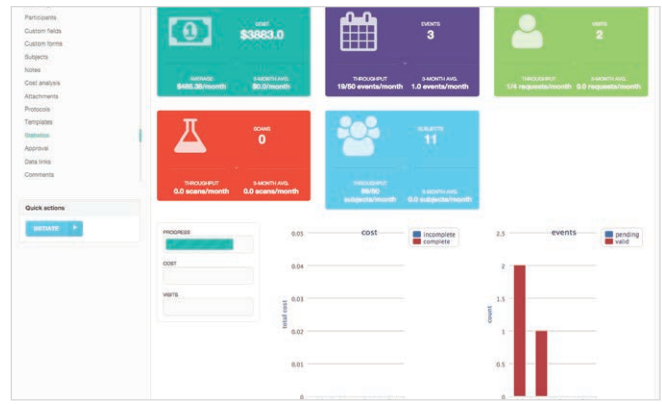 Participants
Custom fields
Custom forms
Subjects
Notes
Cost analysis
Attachments
Protocols
Templates
Statistics
Approval
Data links
Comments
Quick actions
INITIATE
COST
$3883.0
AVERAGE
3-MONTH AVG.
$0.0/month
EVENTS
3
THROUGHPUT
3-MONTH AVG.
19/50 events/month
1.0 events/month
VISITS
2
THROUGHPUT
3-MONTH AVG.
1/4 requests/month
0.0 requests/month
SCANS
0
THROUGHPUT
3-MONTH AVG.
0.0 scans/month
0.0 scans/month
SUBJECTS
11
THROUGHPUT
3-MONTH AVG.
subjects/month
0.0 subjects/month
PROGRESS
COST
VISITS
cost
incomplete
complete
0.05
0.04
0.03
0.02
0.01
0
total cost
events
pending
valid
2.5
2
1.5
1
0.5
0
count